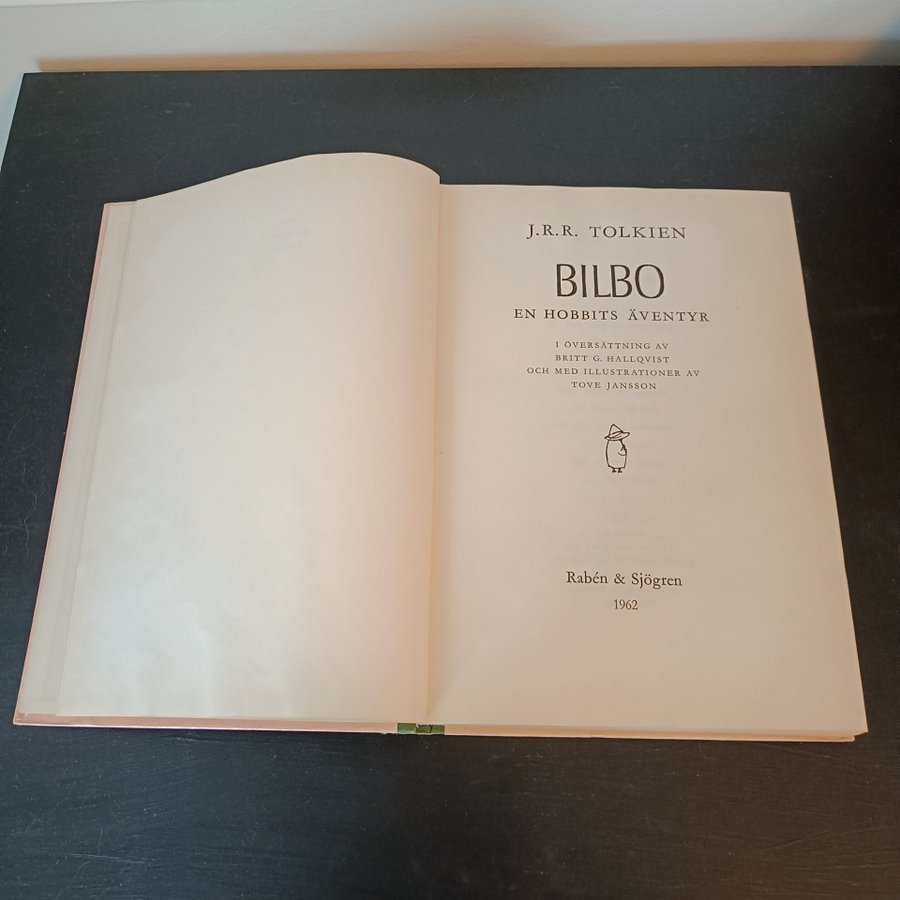 J.R.R. TOLKIEN
BILBO
EN HOBBITS ÄVENTYR
I ÖVERSÄTTNING AV
BRITT G. HALLQVIST
OCH MED ILLUSTRATIONER AV
TOVE JANSSON
Rabén & Sjögren
1962